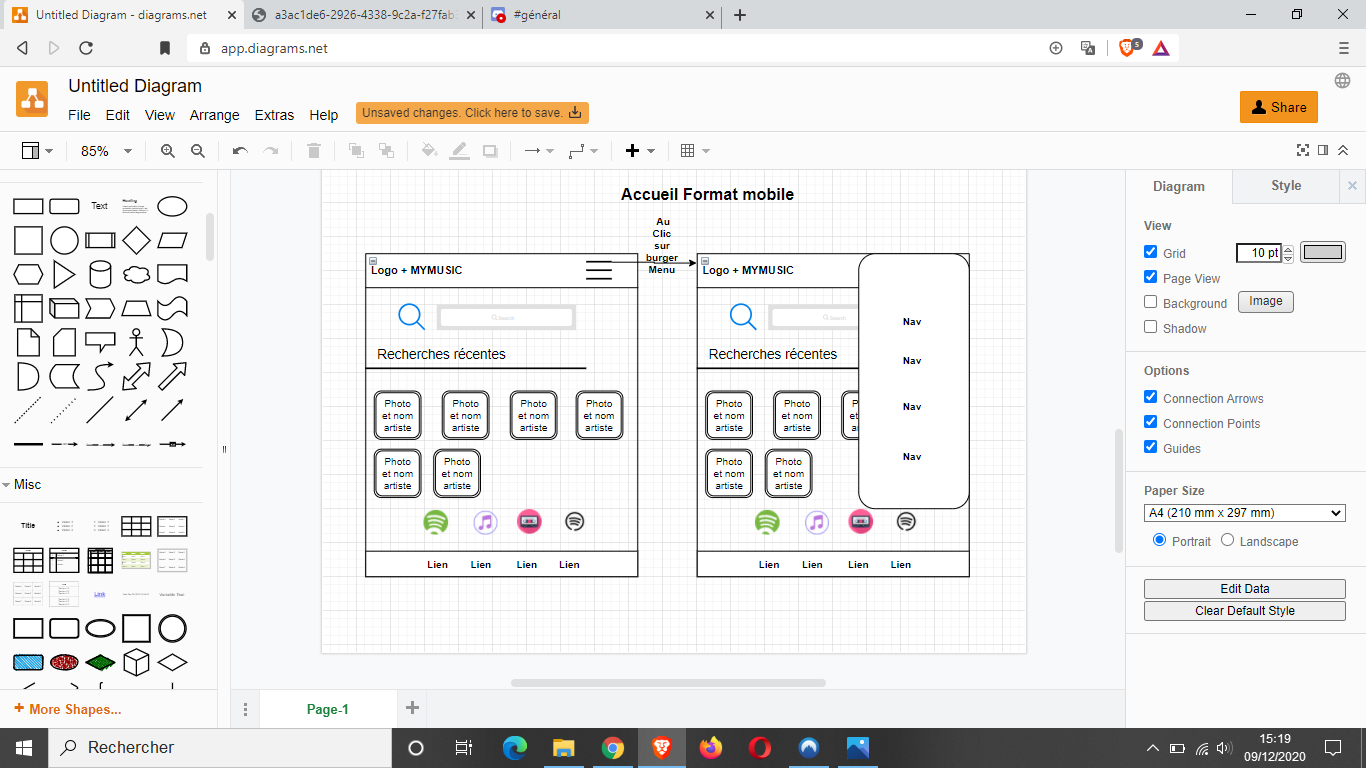 Untitled Diagram - diagrams.net
a3ac1de6-2926-4338-9c2a-f27fab
#général
app.diagrams.net
5
Untitled Diagram
File Edit View Arrange Extras Help
Unsaved changes. Click here to save.
Share
85%
Text
Heading
Misc
Title
Link
More Shapes...
Accueil Format mobile
Au
Clic
sur
burger
Menu
Logo + MYMUSIC
Search
Recherches récentes
Photo et nom artiste
Photo et nom artiste
Photo et nom artiste
Photo et nom artiste
Photo et nom artiste
Photo et nom artiste
Lien Lien Lien Lien
Logo + MYMUSIC
Search
Recherches récentes
Photo et nom artiste
Photo et nom artiste
Photo et nom artiste
Photo et nom artiste
Nav
Nav
Nav
Nav
Lien Lien Lien Lien
Page-1
Diagram Style
View
Grid 10 pt
Page View
Background Image
Shadow
Options
Connection Arrows
Connection Points
Guides
Paper Size
A4 (210 mm x 297 mm)
Portrait Landscape
Edit Data
Clear Default Style
Rechercher
15:19
09/12/2020